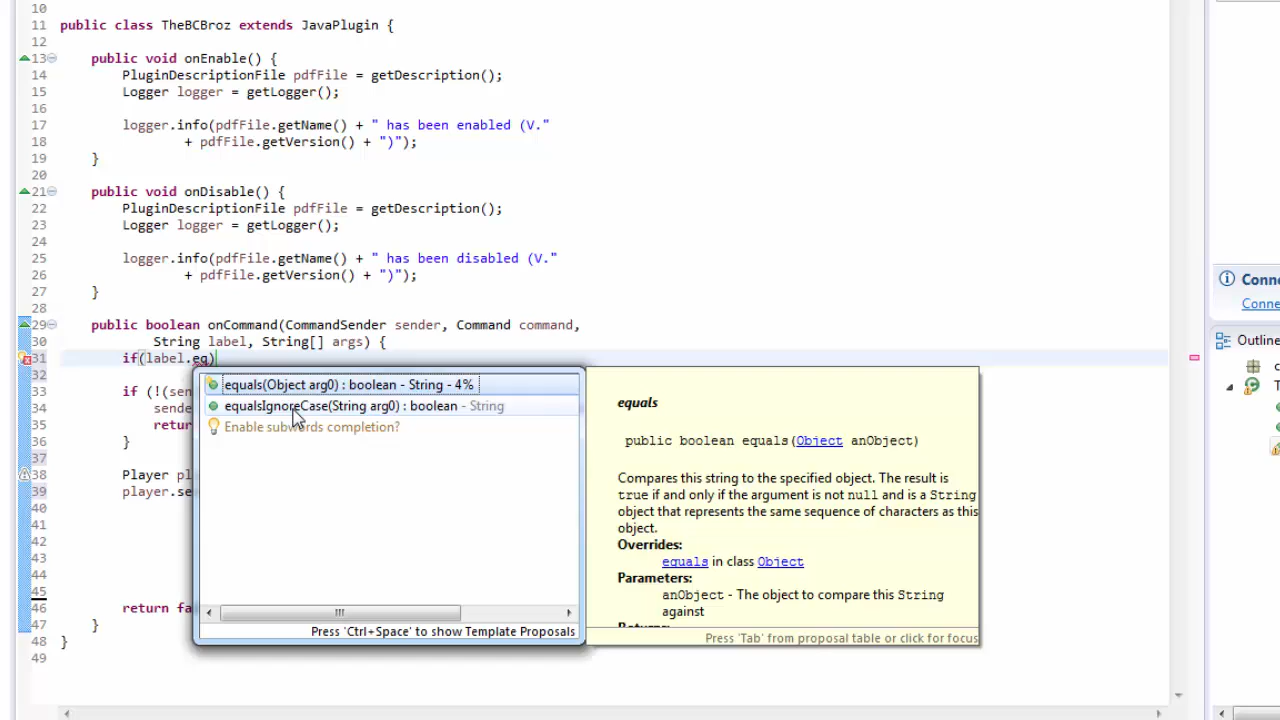 10
11 public class TheBCBroz extends JavaPlugin {
12
13 public void onEnable() {
14 PluginDescriptionFile pdfFile = getDescription();
15 Logger logger = getLogger();
16
17 logger.info(pdfFile.getName() + " has been enabled (V."
18 + pdfFile.getVersion() + ")");
19 }
20
21 public void onDisable() {
22 PluginDescriptionFile pdfFile = getDescription();
23 Logger logger = getLogger();
24
25 logger.info(pdfFile.getName() + " has been disabled (V."
26 + pdfFile.getVersion() + ")");
27 }
28
29 public boolean onCommand(CommandSender sender, Command command,
30 String label, String[] args) {
31 if(label.eq)
32
33 if (!(sen
34 sende
35 retur
36 }
37
38 Player pl
39 player.se
40
41
42
43
44
45
46 return fa
47 }
48 }
49
equals(Object arg0) : boolean - String - 4%
equalsIgnoreCase(String arg0) : boolean - String
Enable subwords completion?
Press 'Ctrl+Space' to show Template Proposals
equals
public boolean equals(Object anObject)
Compares this string to the specified object. The result is
true if and only if the argument is not null and is a String
object that represents the same sequence of characters as this
object.
Overrides:
equals in class Object
Parameters:
anObject - The object to compare this String
against
Press 'Tab' from proposal table or click for focus
Conne
Conne
Outline